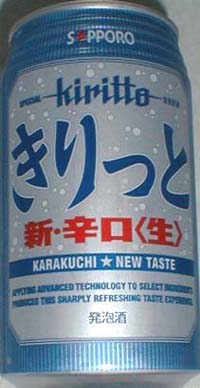 SAPPORO
SPECIAL kiritto
きりっと
新・辛口〈生〉
KARAKUCHI ★ NEW TASTE
APPLYING ADVANCED TECHNOLOGY TO SELECT INGREDIENTS
PRODUCED THIS SHARPLY REFRESHING TASTE EXPERIENCE.
発泡酒